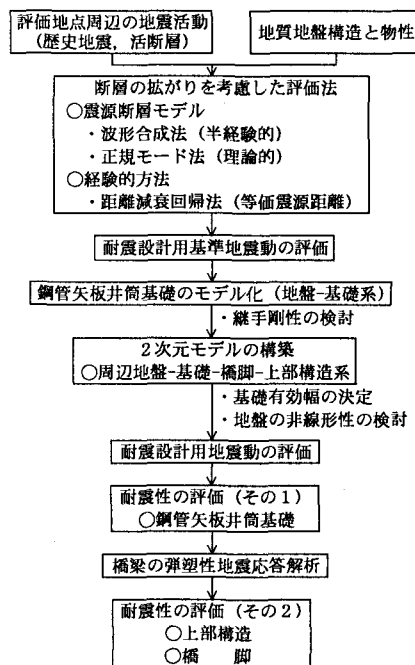 評価地点周辺の地震活動
(歴史地震，活断層)
地質地盤構造と物性
断層の拡がりを考慮した評価法
○震源断層モデル
・波形合成法（半経験的）
・正規モード法（理論的）
○経験的方法
・距離減衰回帰法（等価震源距離）
耐震設計用基準地震動の評価
鋼管矢板井筒基礎のモデル化（地盤-基礎系）
・継手剛性の検討
２次元モデルの構築
○周辺地盤-基礎-橋脚-上部構造系
・基礎有効幅の決定
・地盤の非線形性の検討
耐震設計用地震動の評価
耐震性の評価（その１）
○鋼管矢板井筒基礎
橋梁の弾塑性地震応答解析
耐震性の評価（その２）
○上部構造
○橋　脚